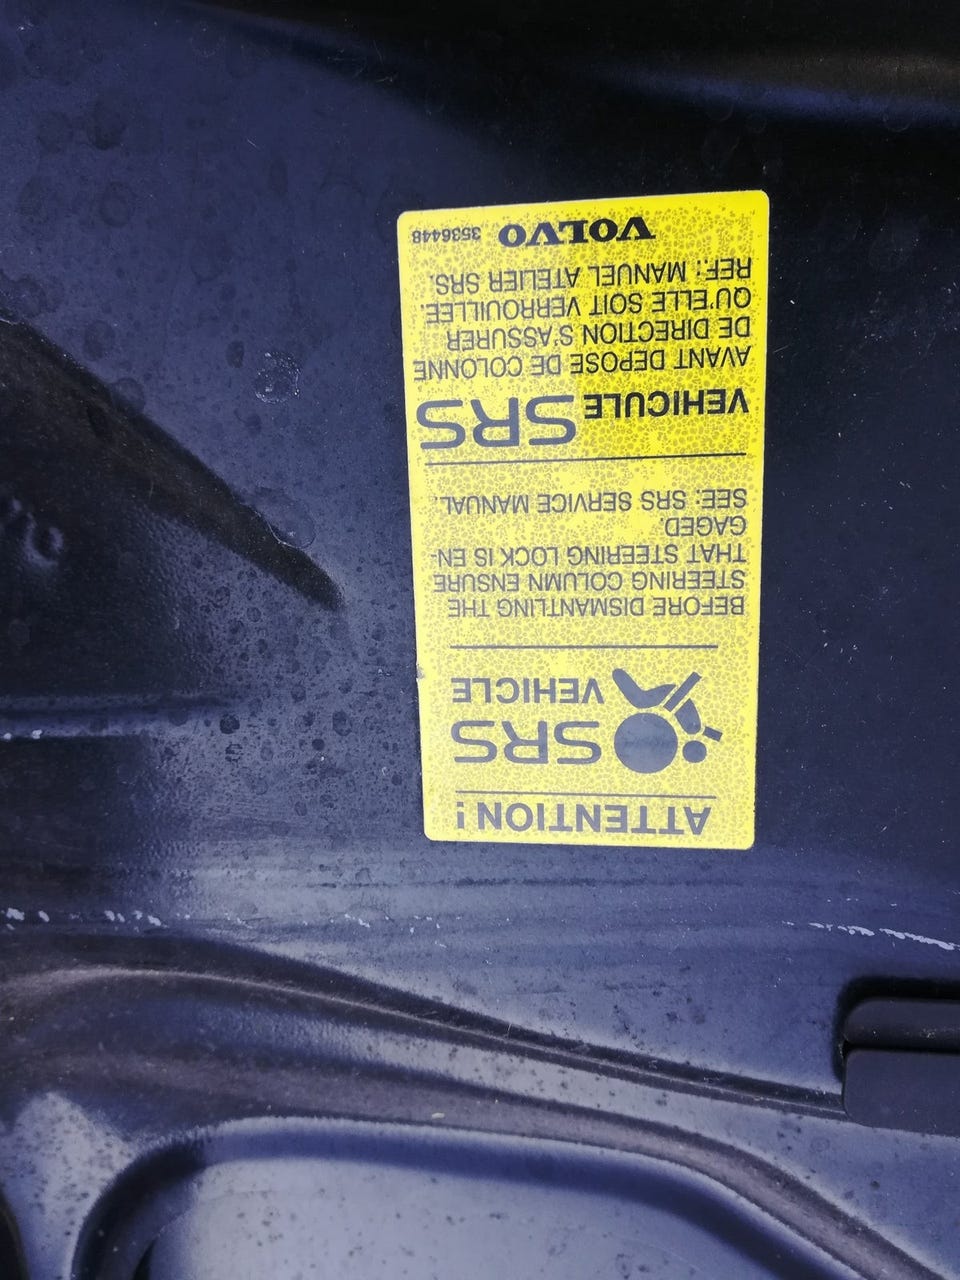 ATTENTION!
SRS
VEHICLE
BEFORE DISMANTLING THE
STEERING COLUMN ENSURE
THAT STEERING LOCK IS EN-
GAGED.
SEE: SRS SERVICE MANUAL.
VEHICULE SRS
AVANT DEPOSE DE COLONNE
DE DIRECTION S'ASSURER
QU'ELLE SOIT VERROUILLEE.
REF.: MANUEL ATELIER SRS.
VOLVO 3536448